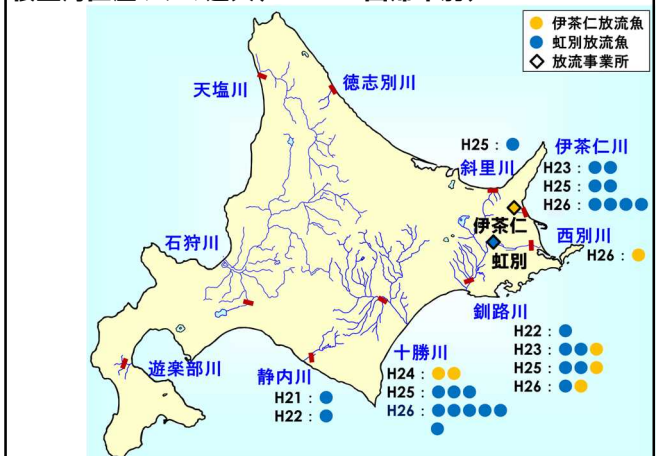 伊茶仁放流魚
虹別放流魚
放流事業所
天塩川
徳志別川
H25：
斜里川
伊茶仁川
H23：
H25：
H26：
伊茶仁
虹別
西別川
H26：
石狩川
釧路川
H22：
H23：
H25：
H26：
十勝川
H24：
H25：
H26：
静内川
H21：
H22：
遊楽部川